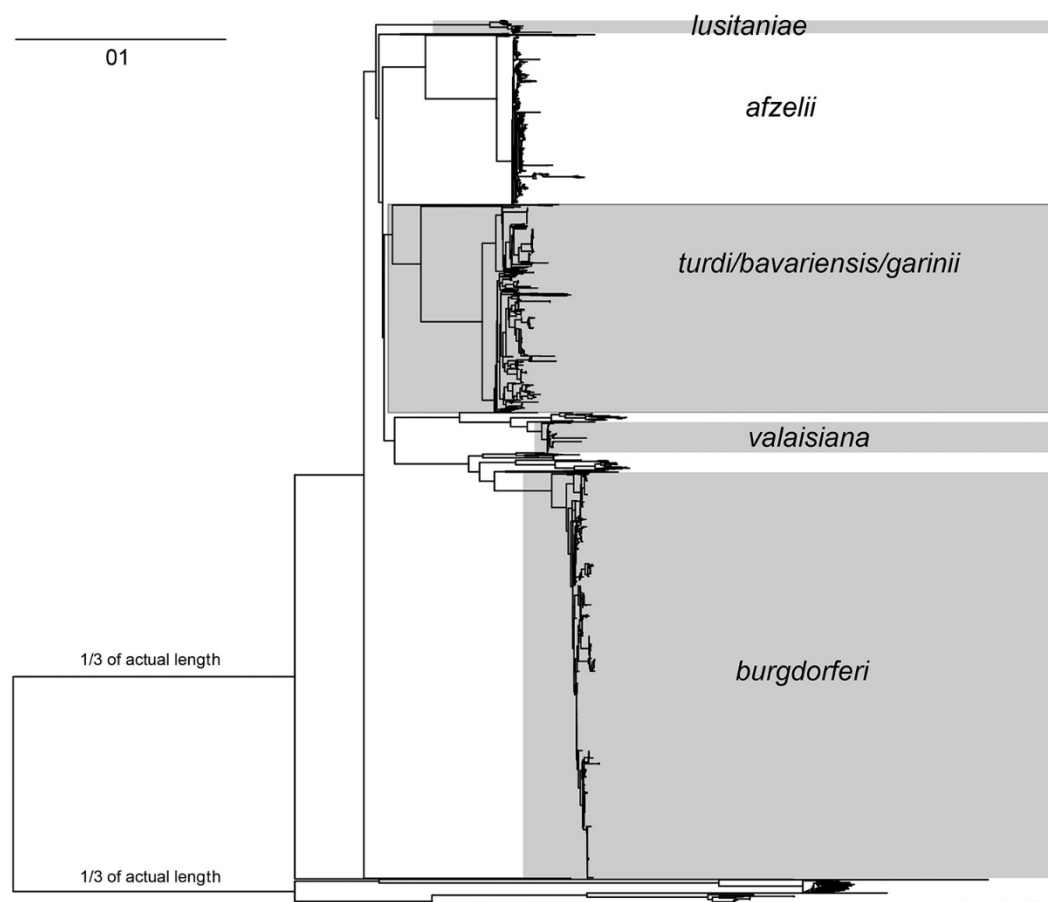 lusitaniae
01
afzelii
turdi/bavariensis/garinii
valaisiana
1/3 of actual length
burgdorferi
1/3 of actual length